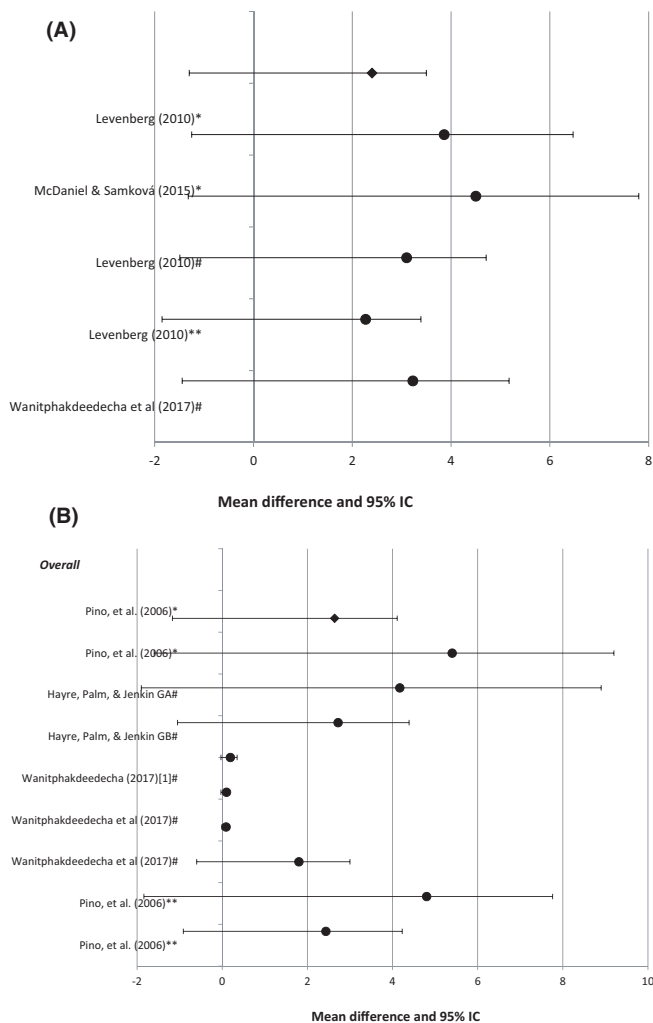 (A)
Levenberg (2010)*
McDaniel & Samková (2015)*
Levenberg (2010)#
Levenberg (2010)**
Wanitphakdeedecha et al (2017)#
-2 0 2 4 6 8
Mean difference and 95% IC
(B)
Overall
Pino, et al. (2006)*
Pino, et al. (2006)*
Hayre, Palm, & Jenkin GA#
Hayre, Palm, & Jenkin GB#
Wanitphakdeedecha (2017)[1]#
Wanitphakdeedecha et al (2017)#
Wanitphakdeedecha et al (2017)#
Pino, et al. (2006)**
Pino, et al. (2006)**
-2 0 2 4 6 8 10
Mean difference and 95% IC